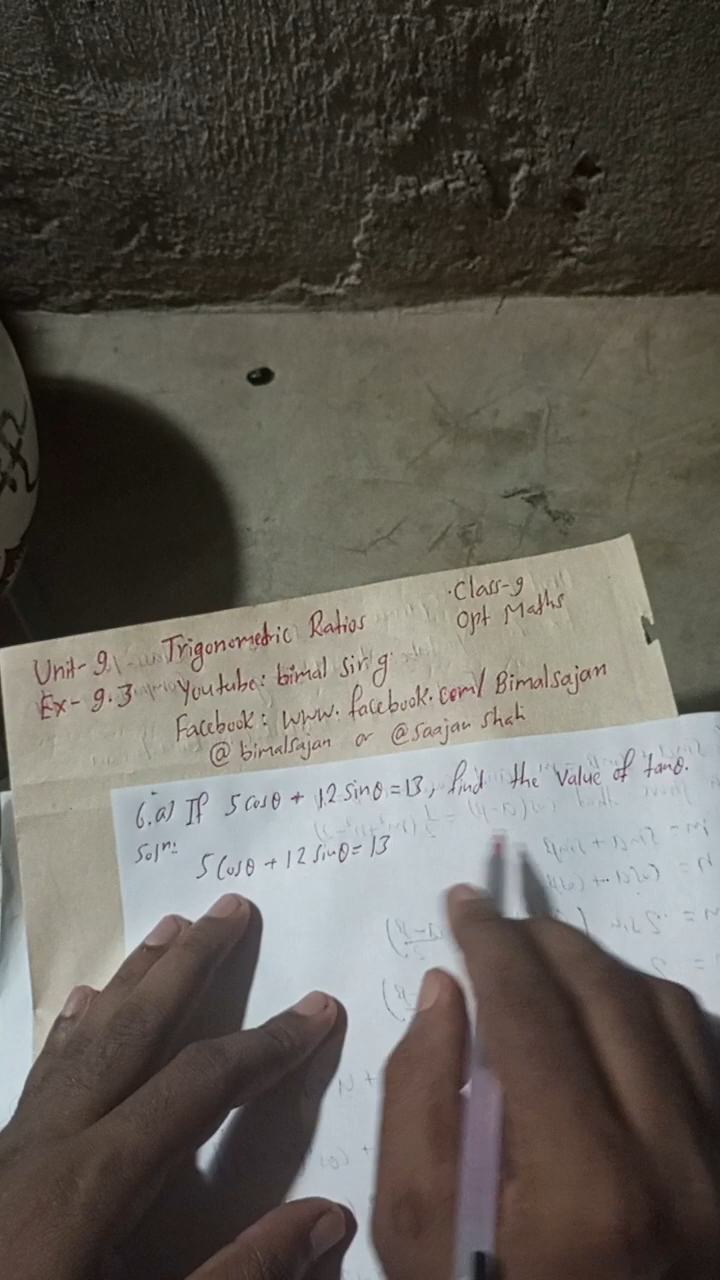 Unit-9 Trigonometric Ratios
·Class-9
Opt Maths
Ex-9.3 Youtube: bimal sir g
Facebook: www.facebook.com/Bimalsajan
@bimalsajan or @saajan shah
6.a) If 5cosθ + 12sinθ = 13, find the value of tanθ.
Soln:
5cosθ + 12sinθ = 13